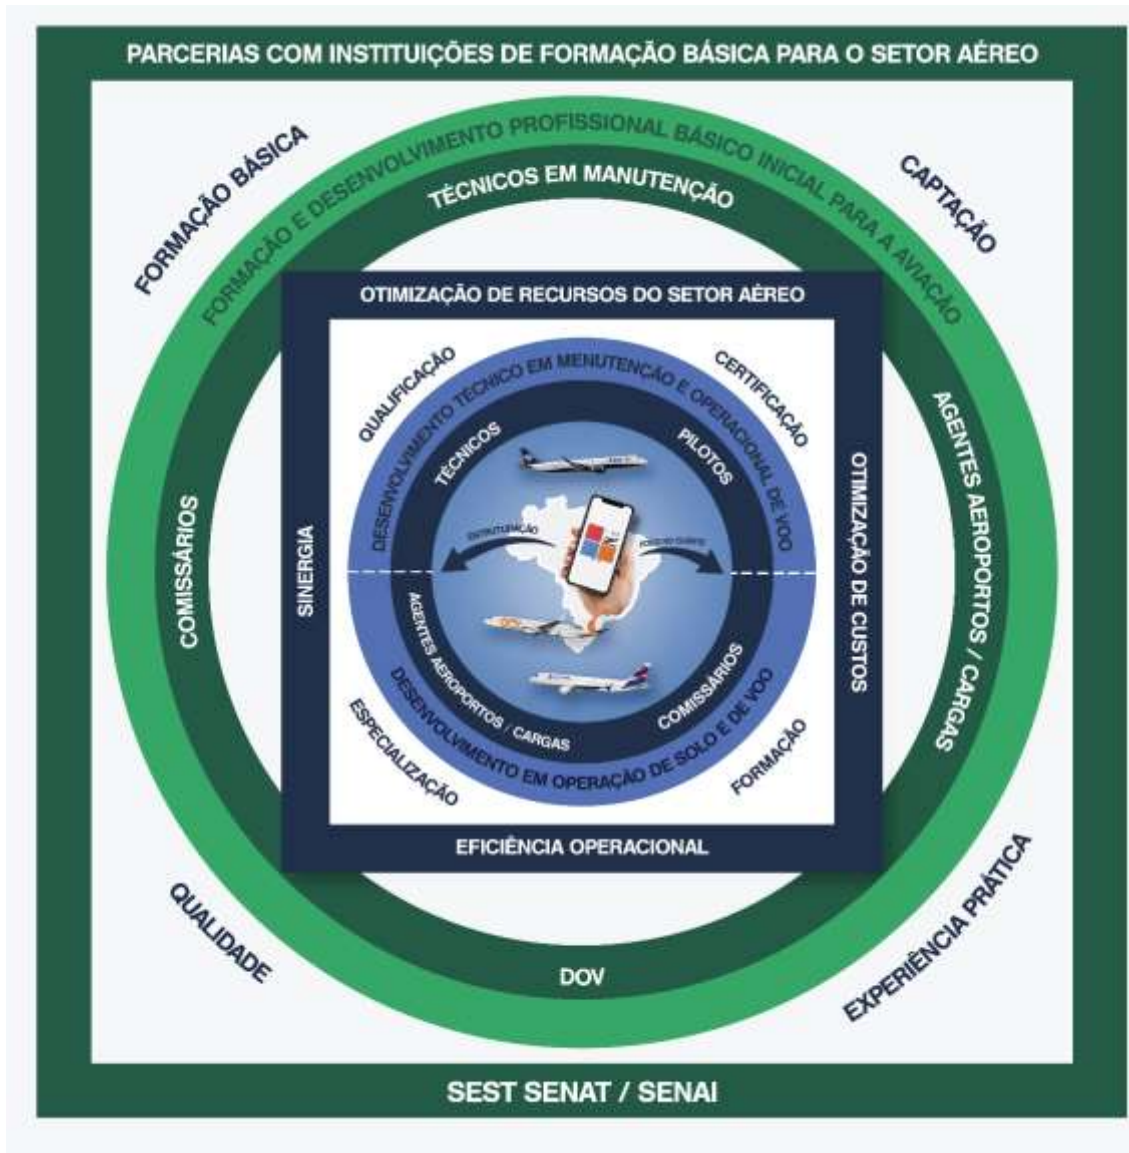 PARCERIAS COM INSTITUIÇÕES DE FORMAÇÃO BÁSICA PARA O SETOR AÉREO
FORMAÇÃO BÁSICA
CAPTAÇÃO
FORMAÇÃO E DESENVOLVIMENTO PROFISSIONAL BÁSICO INICIAL PARA A AVIAÇÃO
TÉCNICOS EM MANUTENÇÃO
OTIMIZAÇÃO DE RECURSOS DO SETOR AÉREO
QUALIFICAÇÃO
CERTIFICAÇÃO
DESENVOLVIMENTO TÉCNICO EM MENUTENÇÃO E OPERACIONAL DE VOO
TÉCNICOS
PILOTOS
AGENTES AEROPORTOS / CARGAS
COMISSÁRIOS
SINERGIA
OTIMIZAÇÃO DE CUSTOS
ESTRUTURAÇÃO
AGENTES AEROPORTOS / CARGAS
COMISSÁRIOS
DESENVOLVIMENTO EM OPERAÇÃO DE SOLO E DE VOO
ESPECIALIZAÇÃO
FORMAÇÃO
EFICIÊNCIA OPERACIONAL
QUALIDADE
EXPERIÊNCIA PRÁTICA
DOV
SEST SENAT / SENAI